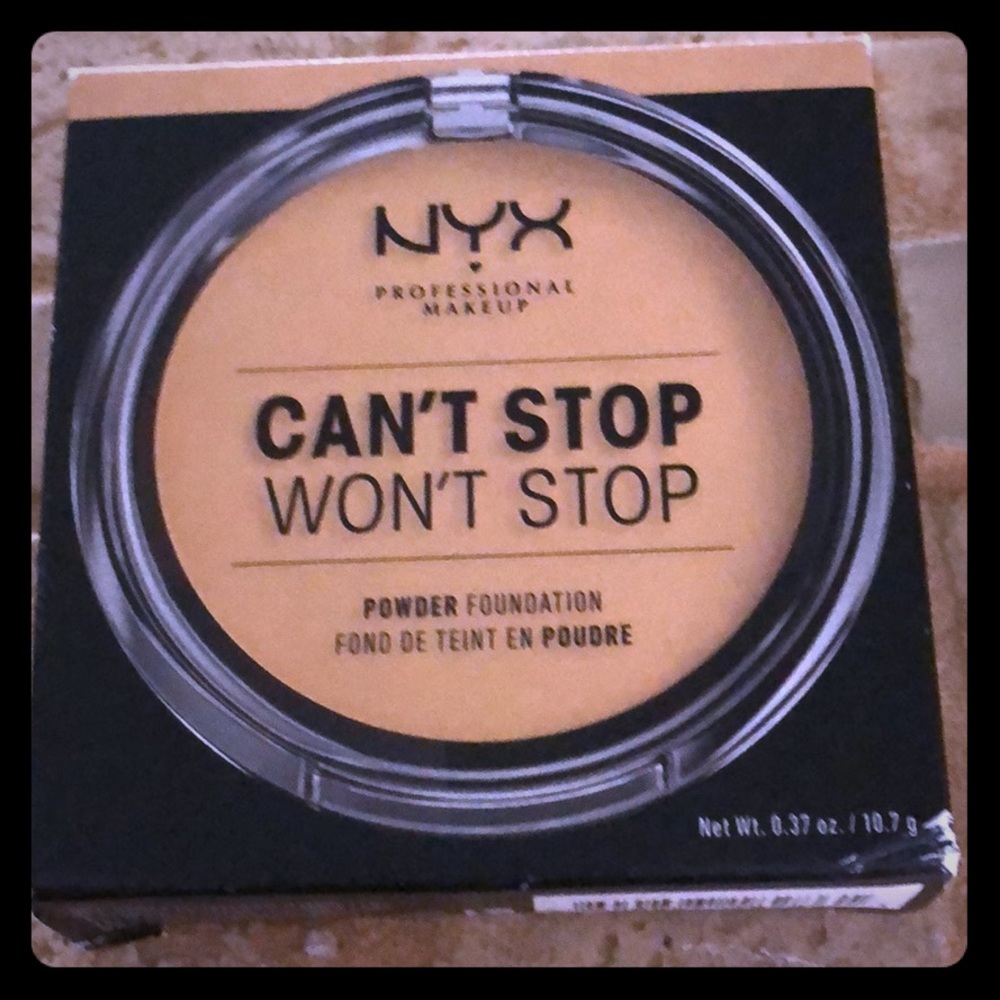 NYX
PROFESSIONAL
MAKEUP
CAN'T STOP
WON'T STOP
POWDER FOUNDATION
FOND DE TEINT EN POUDRE
Net Wt. 0.37 oz. / 10.7 g